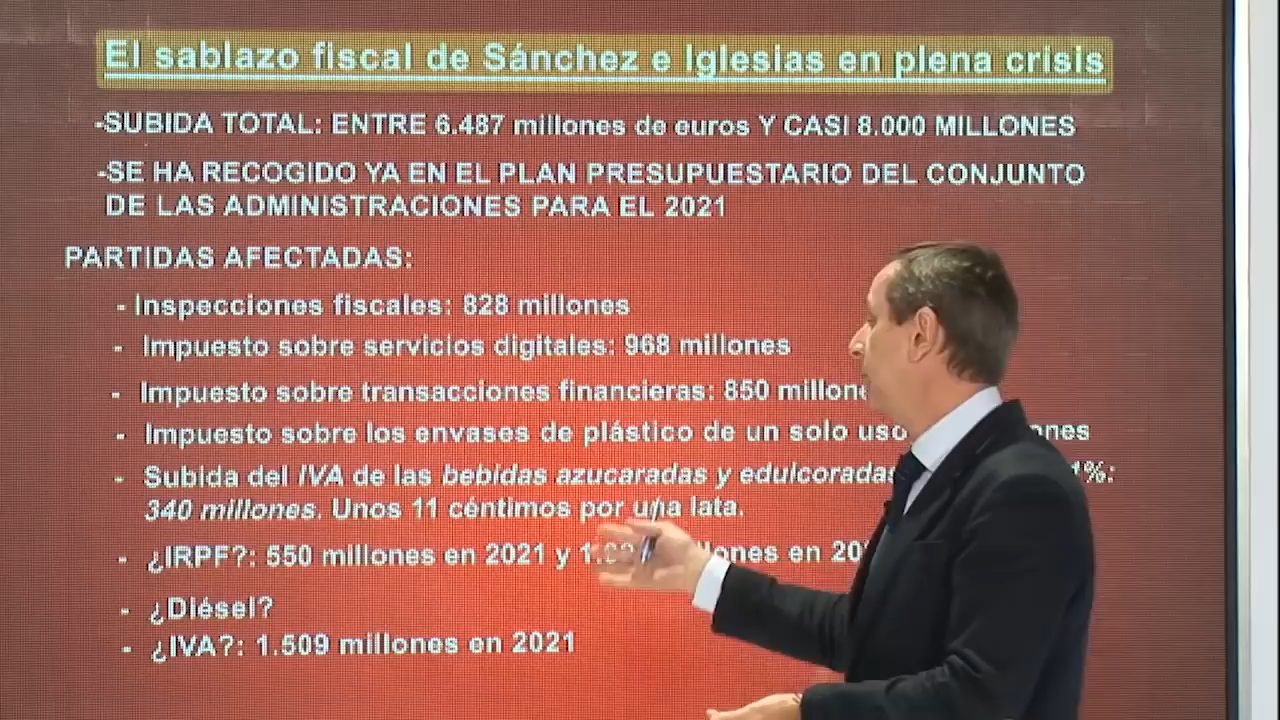 El sablazo fiscal de Sánchez e Iglesias en plena crisis
-SUBIDA TOTAL: ENTRE 6.487 millones de euros Y CASI 8.000 MILLONES
-SE HA RECOGIDO YA EN EL PLAN PRESUPUESTARIO DEL CONJUNTO
DE LAS ADMINISTRACIONES PARA EL 2021
PARTIDAS AFECTADAS:
- Inspecciones fiscales: 828 millones
- Impuesto sobre servicios digitales: 968 millones
- Impuesto sobre transacciones financieras: 850
- Impuesto sobre los envases de plástico de un solo uso
- Subida del IVA de las bebidas azucaradas y edulcoradas
340 millones. Unos 11 céntimos por una lata.
- ¿IRPF?: 550 millones en 2021 y en
- ¿Diésel?
- ¿IVA?: 1.509 millones en 2021